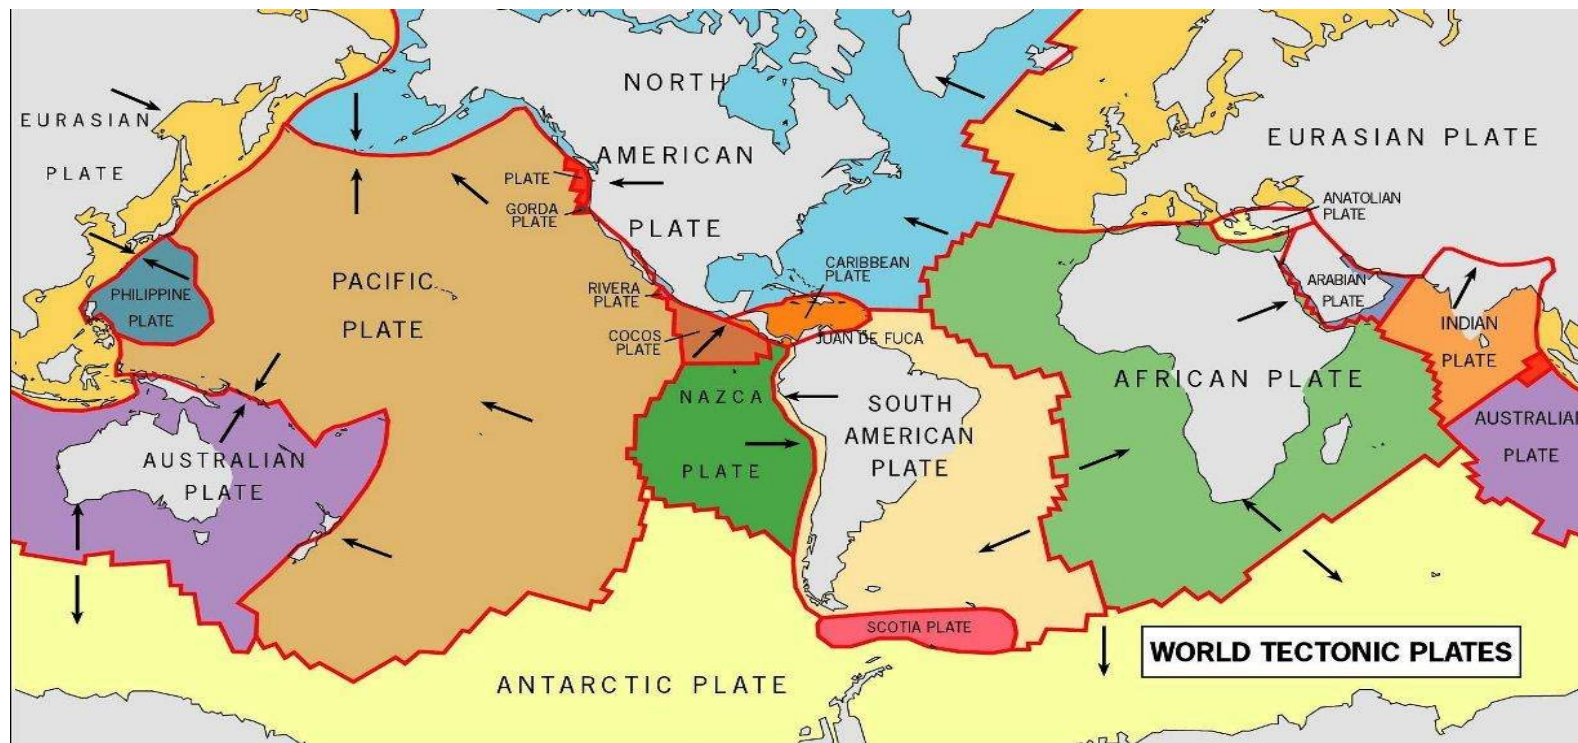 NORTH
AMERICAN
PLATE
EURASIAN
PLATE
EURASIAN PLATE
PLATE
GORDA
PLATE
ANATOLIAN
PLATE
PACIFIC
PLATE
PHILIPPINE
PLATE
RIVERA
PLATE
CARIBBEAN
PLATE
COCOS
PLATE
JUAN DE FUCA
ARABIAN
PLATE
INDIAN
PLATE
AFRICAN PLATE
NAZCA
PLATE
SOUTH
AMERICAN
PLATE
AUSTRALIAN
PLATE
AUSTRALIAN
PLATE
SCOTIA PLATE
ANTARCTIC PLATE
WORLD TECTONIC PLATES